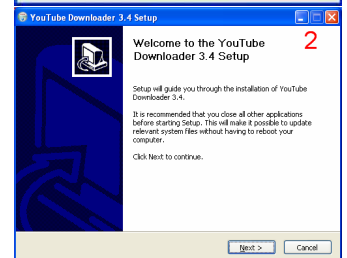 YouTube Downloader 3.4 Setup
2
Welcome to the YouTube
Downloader 3.4 Setup
Setup will guide you through the installation of YouTube
Downloader 3.4.
It is recommended that you close all other applications
before starting Setup. This will make it possible to update
relevant system files without having to reboot your
computer.
Click Next to continue.
Next >
Cancel